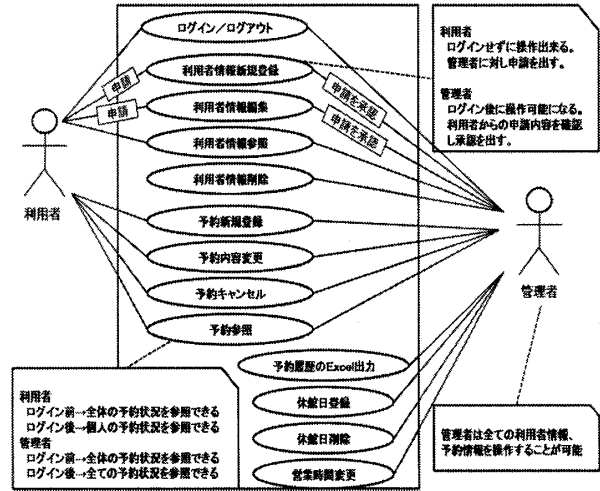 ログイン／ログアウト
利用者
ログインせずに操作出来る。
管理者に対し申請を出す。
管理者
ログイン後に操作可能になる。
利用者からの申請内容を確認
し承認を出す。
申請
利用者情報新規登録
申請を承認
申請
利用者情報編集
申請を承認
利用者情報参照
利用者情報削除
利用者
予約新規登録
予約内容変更
予約キャンセル
予約参照
管理者
予約履歴のExcel出力
休館日登録
休館日削除
営業時間変更
利用者
ログイン前→全体の予約状況を参照できる
ログイン後→個人の予約状況を参照できる
管理者
ログイン前→全体の予約状況を参照できる
ログイン後→全ての予約状況を参照できる
管理者は全ての利用者情報、
予約情報を操作することが可能